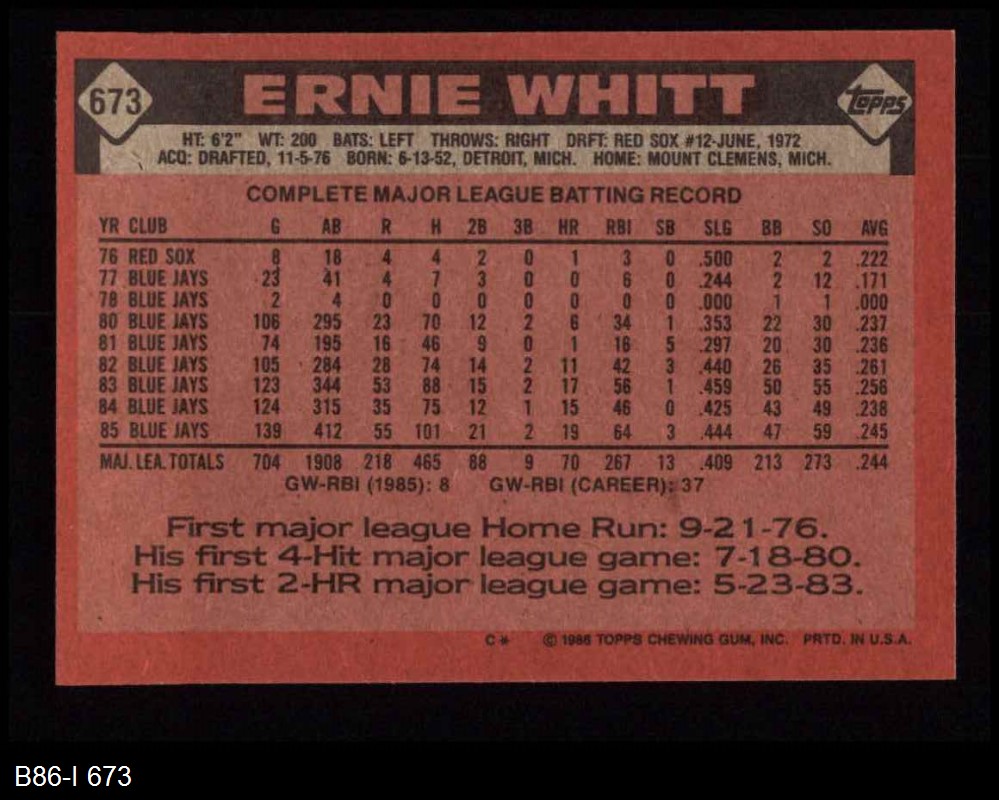 673 ERNIE WHITT Topps
HT: 6'2" WT: 200 BATS: LEFT THROWS: RIGHT DRFT: RED SOX #12-JUNE, 1972
ACQ: DRAFTED, 11-5-76 BORN: 6-13-52, DETROIT, MICH. HOME: MOUNT CLEMENS, MICH.
COMPLETE MAJOR LEAGUE BATTING RECORD
YR CLUB G AB R H 2B 3B HR RBI SB SLG BB SO AVG
76 RED SOX 8 18 4 4 2 0 1 3 0 .500 2 2 .222
77 BLUE JAYS 23 41 4 7 3 0 0 6 0 .244 2 12 .171
78 BLUE JAYS 2 4 0 0 0 0 0 0 0 .000 1 1 .000
80 BLUE JAYS 106 295 23 70 12 2 6 34 1 .353 22 30 .237
81 BLUE JAYS 74 195 16 46 9 0 1 16 5 .297 20 30 .236
82 BLUE JAYS 105 284 28 74 14 2 11 42 3 .440 26 35 .261
83 BLUE JAYS 123 344 53 88 15 2 17 56 1 .459 50 55 .256
84 BLUE JAYS 124 315 35 75 12 1 15 46 0 .425 43 49 .238
85 BLUE JAYS 139 412 55 101 21 2 19 64 3 .444 47 59 .245
MAJ. LEA. TOTALS 704 1908 218 465 88 9 70 267 13 .409 213 273 .244
GW-RBI (1985): 8 GW-RBI (CAREER): 37
First major league Home Run: 9-21-76.
His first 4-Hit major league game: 7-18-80.
His first 2-HR major league game: 5-23-83.
C * © 1986 TOPPS CHEWING GUM, INC. PRTD. IN U.S.A.
B86-I 673